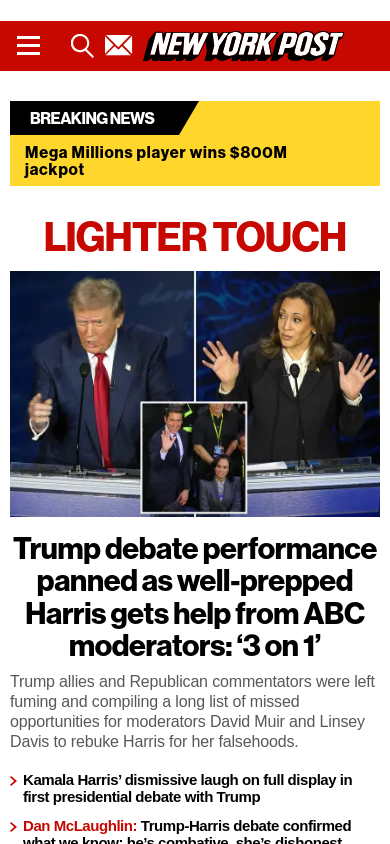 NEW YORK POST
BREAKING NEWS
Mega Millions player wins $800M
jackpot
LIGHTER TOUCH
Trump debate performance
panned as well-prepped
Harris gets help from ABC
moderators: ‘3 on 1’
Trump allies and Republican commentators were left
fuming and compiling a long list of missed
opportunities for moderators David Muir and Linsey
Davis to rebuke Harris for her falsehoods.
Kamala Harris’ dismissive laugh on full display in
first presidential debate with Trump
Dan McLaughlin: Trump-Harris debate confirmed
what we know: he’s combative, she’s dishonest